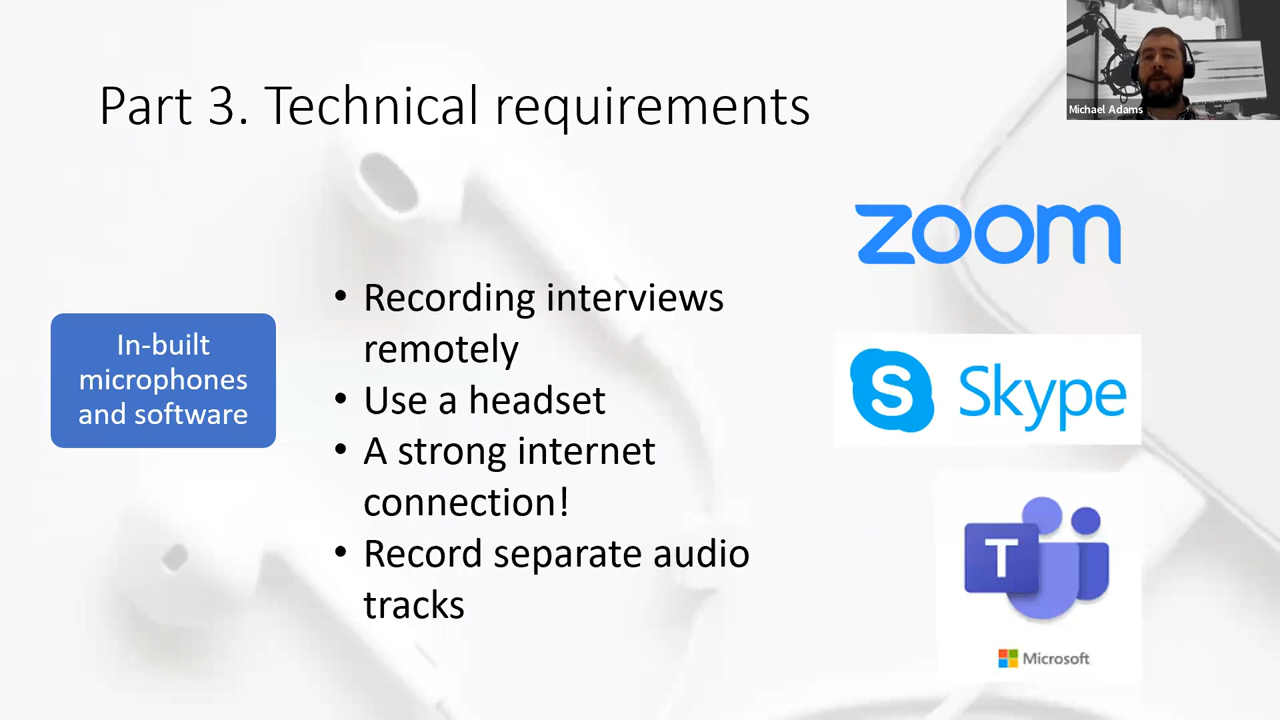 Part 3. Technical requirements
Michael Adams
zoom
In-built
microphones
and software
• Recording interviews
remotely
• Use a headset
• A strong internet
connection!
• Record separate audio
tracks
S Skype
T
Microsoft